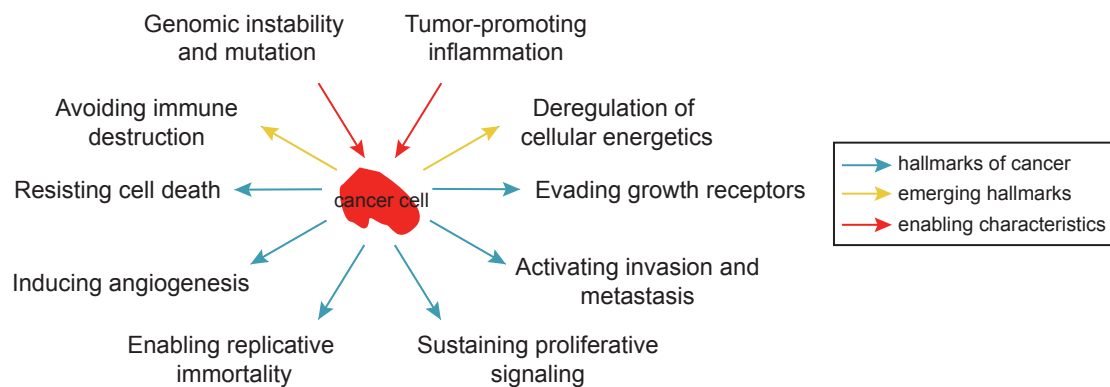 Genomic instability
and mutation
Tumor-promoting
inflammation
Avoiding immune
destruction
Deregulation of
cellular energetics
Resisting cell death
cancer cell
Evading growth receptors
Inducing angiogenesis
Activating invasion and
metastasis
Enabling replicative
immortality
Sustaining proliferative
signaling
hallmarks of cancer
emerging hallmarks
enabling characteristics